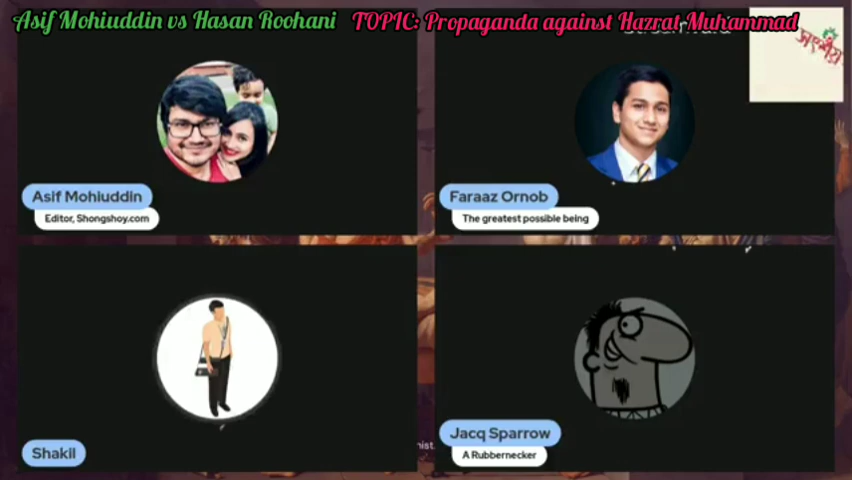 Asif Mohiuddin vs Hasan Roohani TOPIC: Propaganda against Hazrat Muhammad
সংশয়
Asif Mohiuddin
Editor, Shongshoy.com
Faraaz Ornob
The greatest possible being
Shakil
Jacq Sparrow
A Rubbernecker